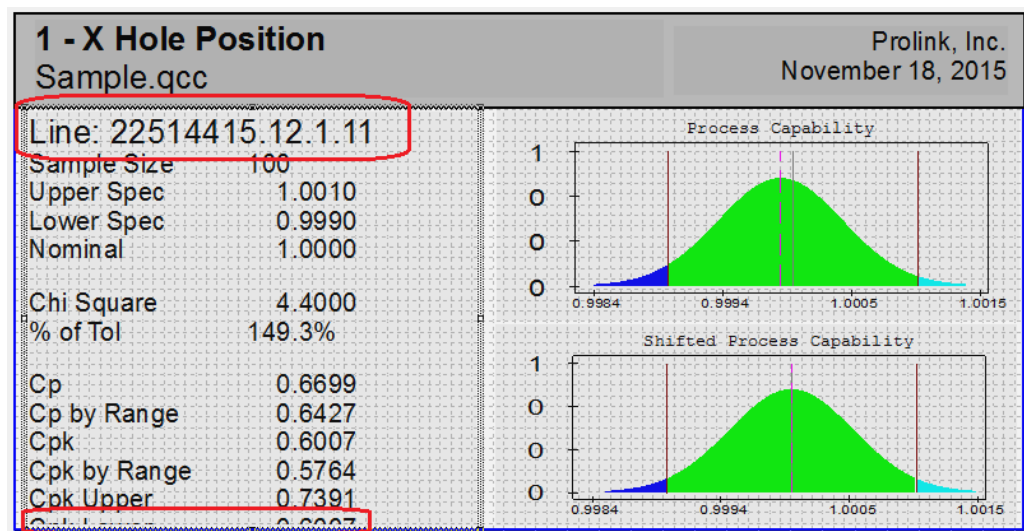 1 - X Hole Position
Sample.qcc
Prolink, Inc.
November 18, 2015
Line: 22514415.12.1.11
Sample Size 100
Upper Spec 1.0010
Lower Spec 0.9990
Nominal 1.0000
Chi Square 4.4000
% of Tol 149.3%
Cp 0.6699
Cp by Range 0.6427
Cpk 0.6007
Cpk by Range 0.5764
Cpk Upper 0.7391
Cpk Lower 0.6007
Process Capability
1
0
0
0
0.9984 0.9994 1.0005 1.0015
Shifted Process Capability
1
0
0
0
0.9984 0.9994 1.0005 1.0015